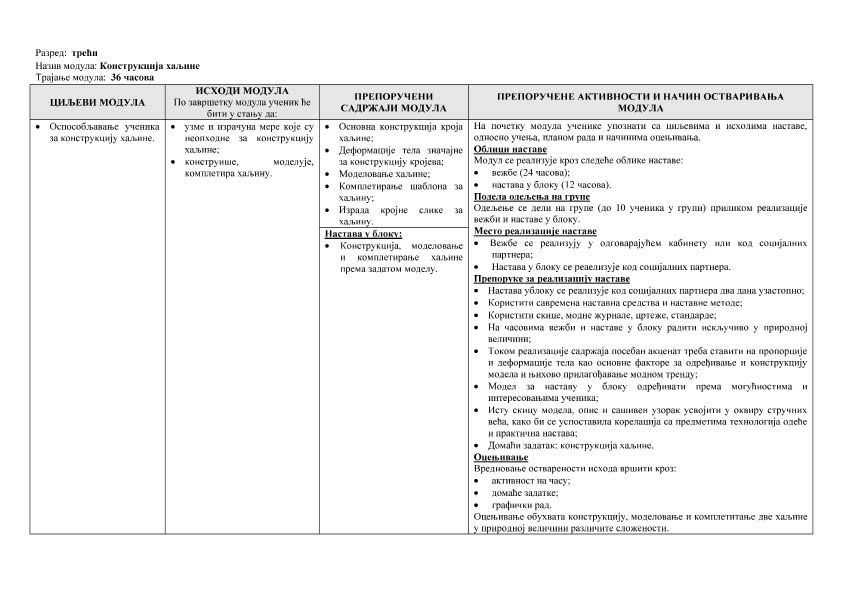 Разред: трећи
Назив модула: Конструкција хаљине
Трајање модула: 36 часова
ЦИЉЕВИ МОДУЛА
ИСХОДИ МОДУЛА
По завршетку модула ученик ће
бити у стању да:
ПРЕПОРУЧЕНИ
САДРЖАЈИ МОДУЛА
ПРЕПОРУЧЕНЕ АКТИВНОСТИ И НАЧИН ОСТВАРИВАЊА
МОДУЛА
• Оспособљавање ученика
за конструкцију хаљине.
• узме и израчуна мере које су
неопходне за конструкцију
хаљине;
• конструише, моделује,
комплетира хаљину.
• Основна конструкција кроја
хаљине;
• Деформације тела значајне
за конструкцију кројева;
• Моделовање хаљине;
• Комплетирање шаблона за
хаљину;
• Израда кројне слике за
хаљину.
Настава у блоку:
• Конструкција, моделовање
и комплетирање хаљине
према задатом моделу.
На почетку модула ученике упознати са циљевима и исходима наставе,
односно учења, планом рада и начинима оцењивања.
Облици наставе
Модул се реализује кроз следеће облике наставе:
• вежбе (24 часова);
• настава у блоку (12 часова).
Подела одељења на групе
Одељење се дели на групе (до 10 ученика у групи) приликом реализације
вежби и наставе у блоку.
Место реализације наставе
• Вежбе се реализују у одговарајућем кабинету или код социјалних
партнера;
• Настава у блоку се реаелизује код социјалних партнера.
Препоруке за реализацију наставе
• Настава ублоку се реализује код социјалних партнера два дана узастопно;
• Користити савремена наставна средства и наставне методе;
• Користити скице, модне журнале, цртеже, стандарде;
• На часовима вежби и наставе у блоку радити искључиво у природној
величини;
• Током реализације садржаја посебан акценат треба ставити на пропорције
и деформације тела као основне факторе за одређивање и конструкцију
модела и њихово прилагођавање модном тренду;
• Модел за наставу у блоку одређивати према могућностима и
интересовањима ученика;
• Исту скицу модела, опис и сашивен узорак усвојити у оквиру стручних
већа, како би се успоставила корелација са предметима технологија одеће
и практична настава;
• Домаћи задатак: конструкција хаљине.
Оцењивање
Вредновање остварености исхода вршити кроз:
• активност на часу;
• домаће задатке;
• графички рад.
Оцењивање обухвата конструкцију, моделовање и комплетитање две хаљине
у природној величини различите сложености.